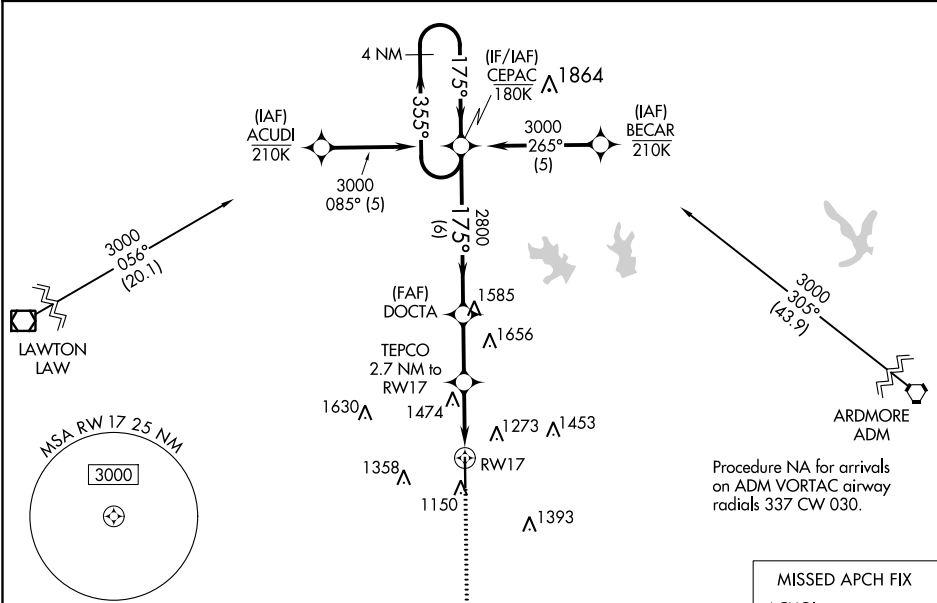 4 NM
175°
355°
(IF/IAF)
CEPAC
180K
1864
(IAF)
ACUDI
210K
(IAF)
BECAR
210K
3000
265°
(5)
3000
085° (5)
2800
175°
(6)
3000
056°
(20.1)
LAWTON
LAW
3000
305°
(43.9)
ARDMORE
ADM
(FAF)
DOCTA
1585
1656
TEPCO
2.7 NM to
RW17
1630
1474
1273
1453
RW17
1358
1150
1393
MSA RW 17 25 NM
3000
Procedure NA for arrivals
on ADM VORTAC airway
radials 337 CW 030.
MISSED APCH FIX